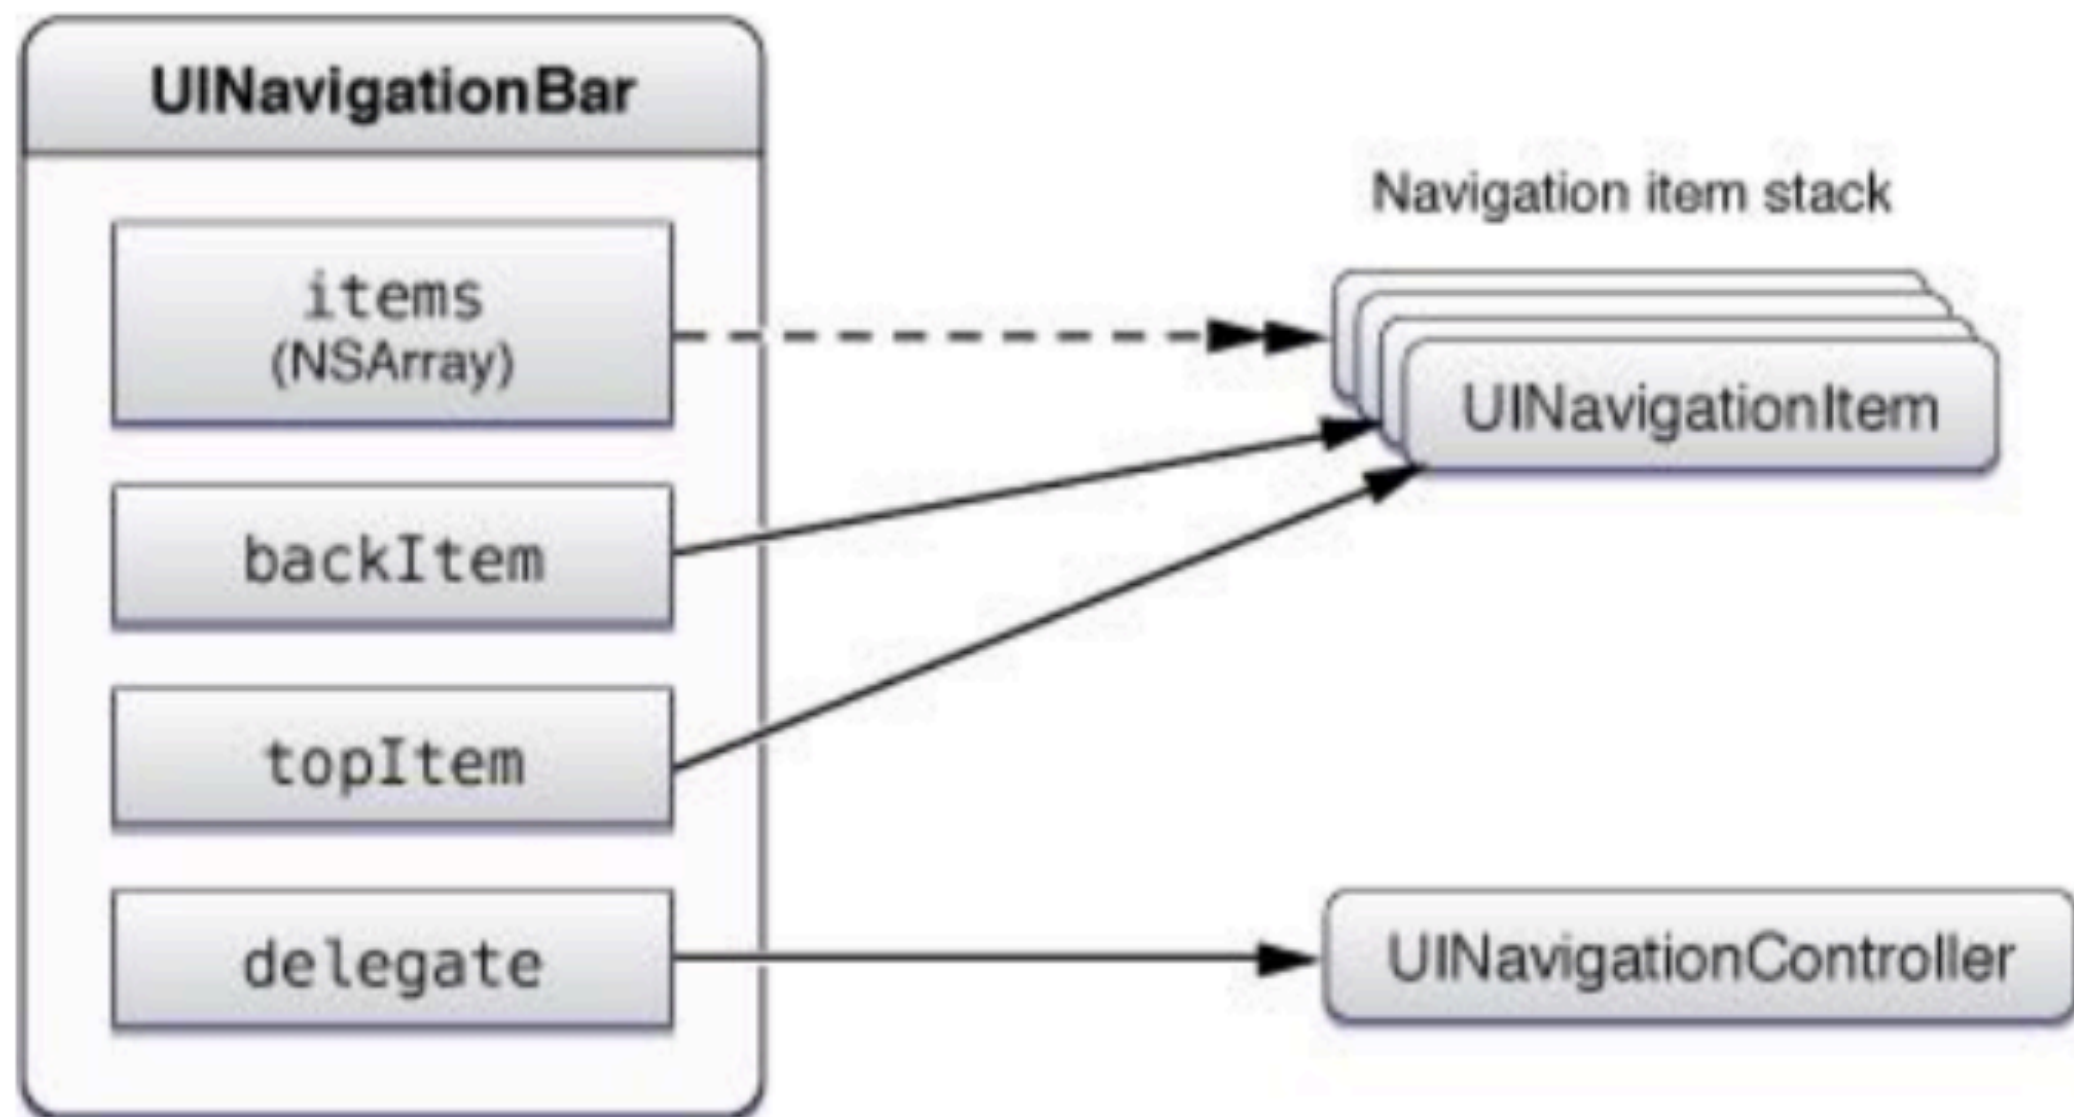 UINavigationBar
items
(NSArray)
backItem
topItem
delegate
Navigation item stack
UINavigationItem
UINavigationController